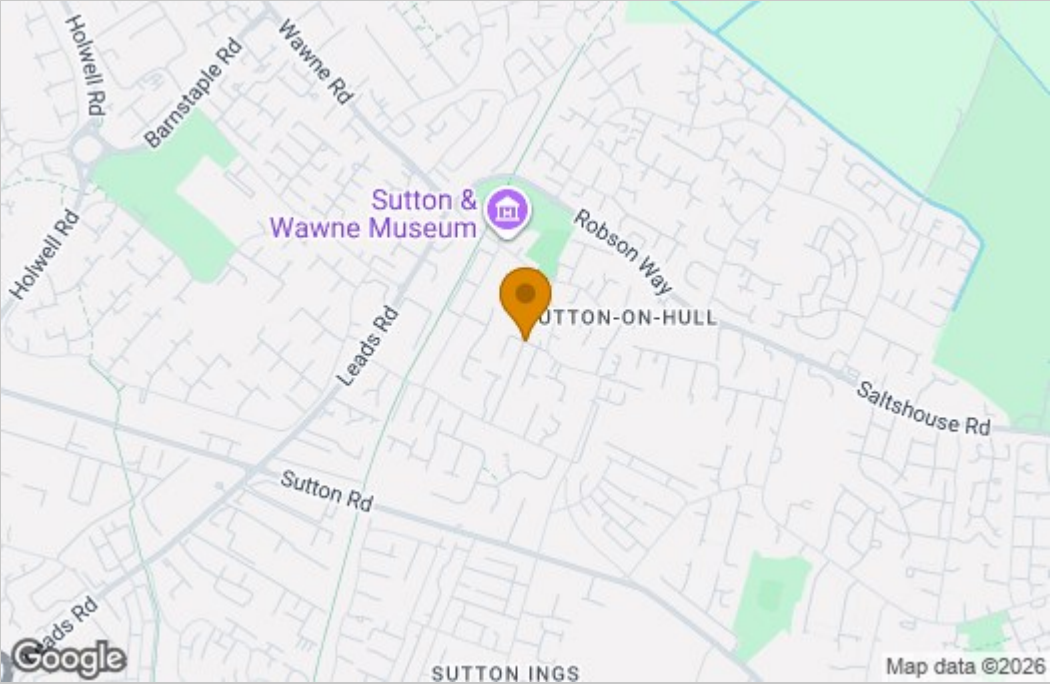 Holwell Rd
Barnstaple Rd
Wawne Rd
Sutton &
Wawne Museum
Robson Way
Holwell Rd
UTTON-ON-HULL
Leads Rd
Saltshouse Rd
Sutton Rd
ads Rd
Google
SUTTON INGS
Map data ©2026